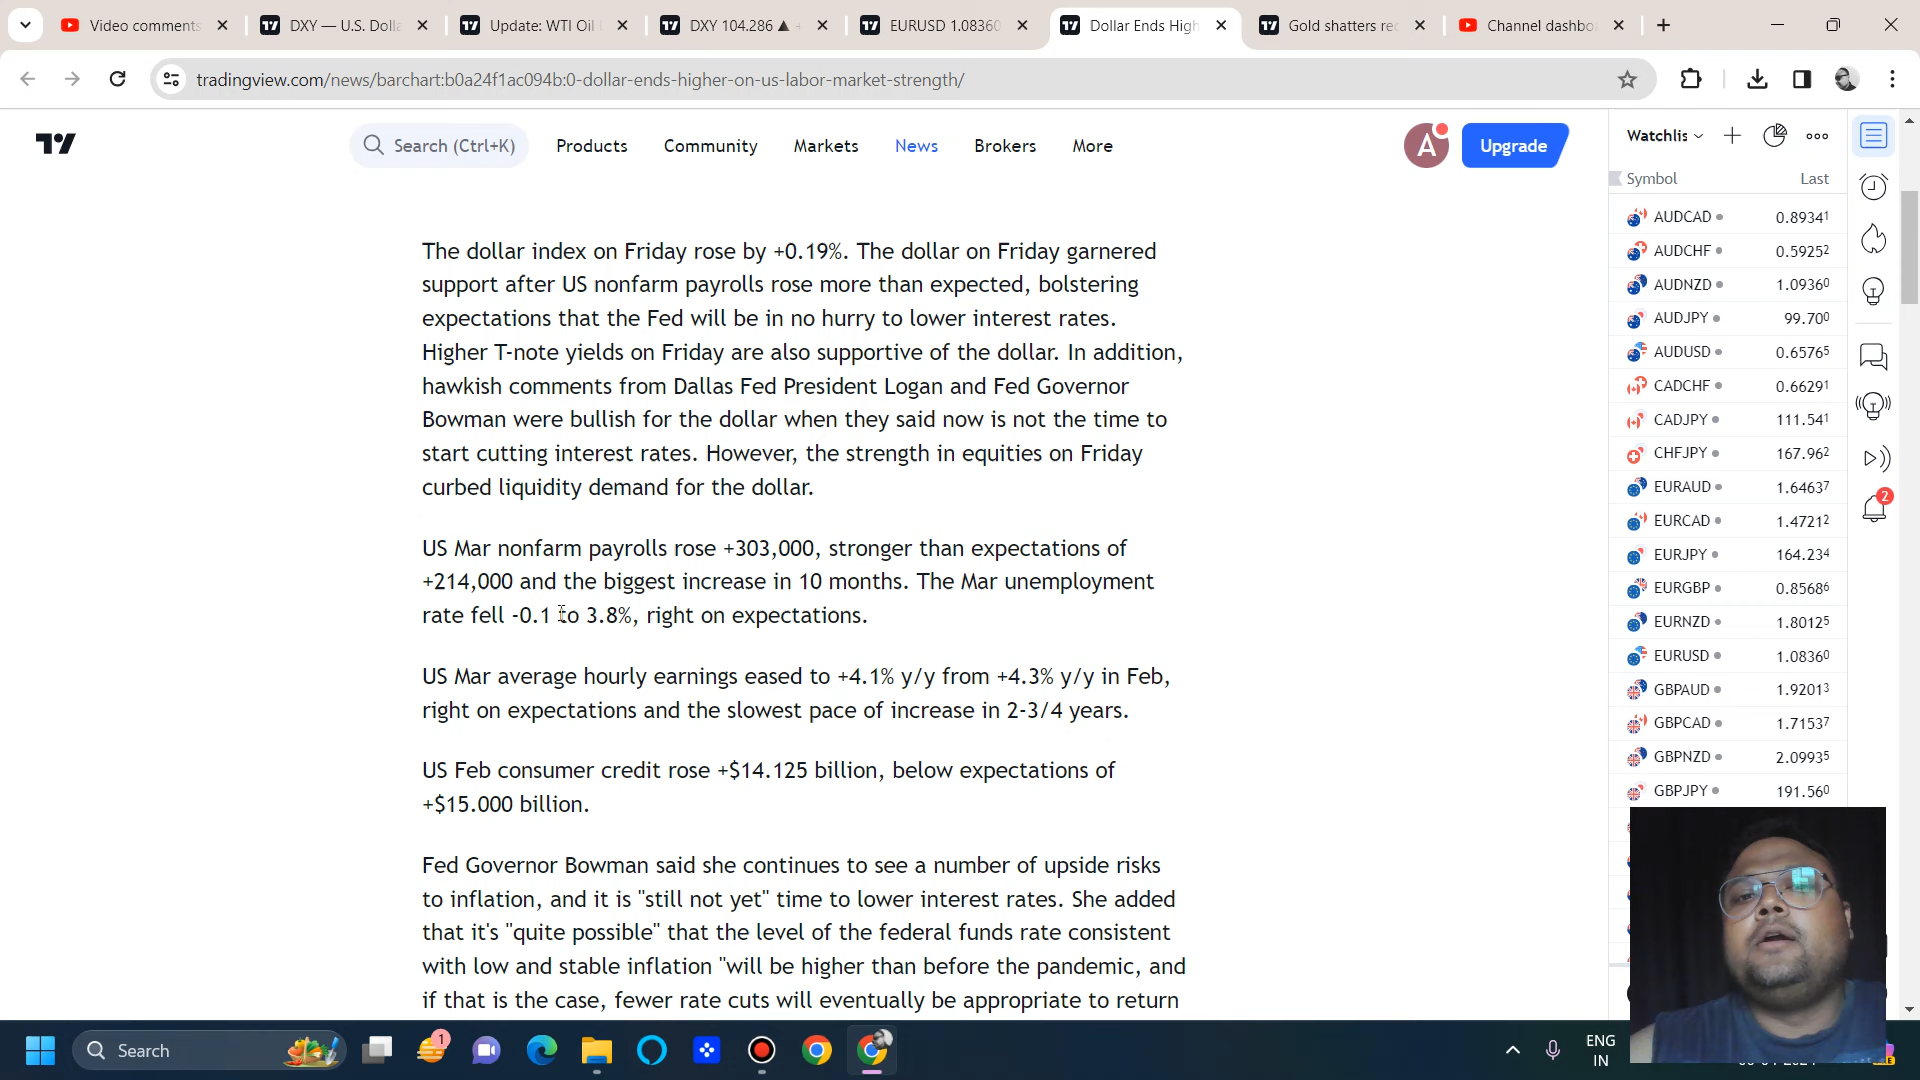 Video comments
DXY — U.S. Dolla
Update: WTI Oil
DXY 104.286 ▲ +
EURUSD 1.08360
Dollar Ends High
Gold shatters rec
Channel dashbo
tradingview.com/news/barchart:b0a24f1ac094b:0-dollar-ends-higher-on-us-labor-market-strength/
Search (Ctrl+K)
Products
Community
Markets
News
Brokers
More
A
Upgrade
The dollar index on Friday rose by +0.19%. The dollar on Friday garnered
support after US nonfarm payrolls rose more than expected, bolstering
expectations that the Fed will be in no hurry to lower interest rates.
Higher T-note yields on Friday are also supportive of the dollar. In addition,
hawkish comments from Dallas Fed President Logan and Fed Governor
Bowman were bullish for the dollar when they said now is not the time to
start cutting interest rates. However, the strength in equities on Friday
curbed liquidity demand for the dollar.
US Mar nonfarm payrolls rose +303,000, stronger than expectations of
+214,000 and the biggest increase in 10 months. The Mar unemployment
rate fell -0.1 to 3.8%, right on expectations.
US Mar average hourly earnings eased to +4.1% y/y from +4.3% y/y in Feb,
right on expectations and the slowest pace of increase in 2-3/4 years.
US Feb consumer credit rose +$14.125 billion, below expectations of
+$15.000 billion.
Fed Governor Bowman said she continues to see a number of upside risks
to inflation, and it is "still not yet" time to lower interest rates. She added
that it's "quite possible" that the level of the federal funds rate consistent
with low and stable inflation "will be higher than before the pandemic, and
if that is the case, fewer rate cuts will eventually be appropriate to return
Watchlis
Symbol Last
AUDCAD 0.89341
AUDCHF 0.59252
AUDNZD 1.09360
AUDJPY 99.700
AUDUSD 0.65765
CADCHF 0.66291
CADJPY 111.541
CHFJPY 167.962
EURAUD 1.64637
EURCAD 1.47212
EURJPY 164.234
EURGBP 0.85686
EURNZD 1.80125
EURUSD 1.08360
GBPAUD 1.92013
GBPCAD 1.71537
GBPNZD 2.09935
GBPJPY 191.560
2
Search
1
ENG
IN